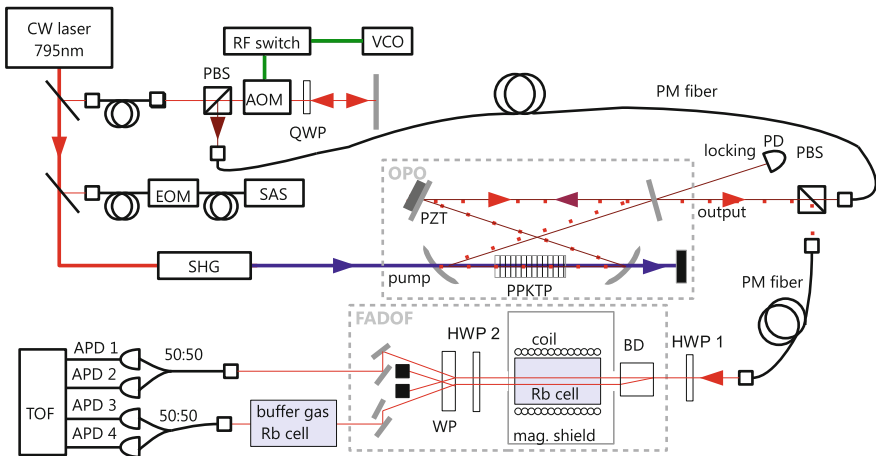 CW laser
795nm
RF switch
VCO
PBS
AOM
QWP
PM fiber
locking
PD
PBS
OPO
EOM
SAS
PZT
output
SHG
pump
PPKTP
PM fiber
FADOF
HWP 2
coil
BD
HWP 1
APD 1
50:50
APD 2
TOF
APD 3
50:50
APD 4
buffer gas
Rb cell
WP
Rb cell
mag. shield